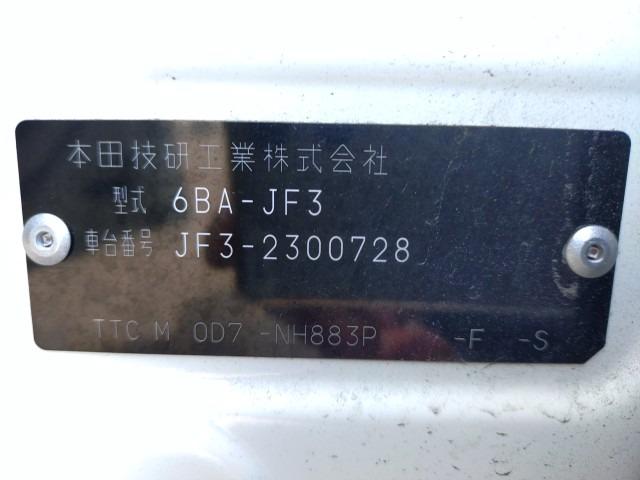 本田技研工業株式会社
型式 6BA-JF3
車台番号 JF3-2300728
TTC M 0D7 -NH883P -F -S